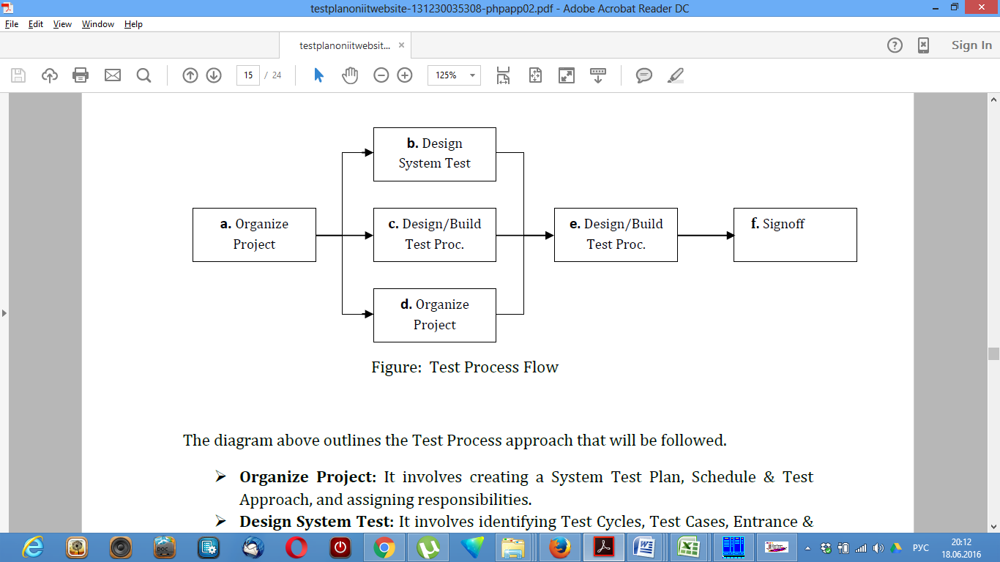 testplanoniitwebsite-131230035308-phpapp02.pdf - Adobe Acrobat Reader DC
File Edit View Window Help
testplanoniitwebsit...
Sign In
15 / 24
125%
b. Design
System Test
a. Organize
Project
c. Design/Build
Test Proc.
e. Design/Build
Test Proc.
f. Signoff
d. Organize
Project
Figure: Test Process Flow
The diagram above outlines the Test Process approach that will be followed.
➢ Organize Project: It involves creating a System Test Plan, Schedule & Test
Approach, and assigning responsibilities.
➢ Design System Test: It involves identifying Test Cycles, Test Cases, Entrance &
DOC
РУС
20:12
18.06.2016